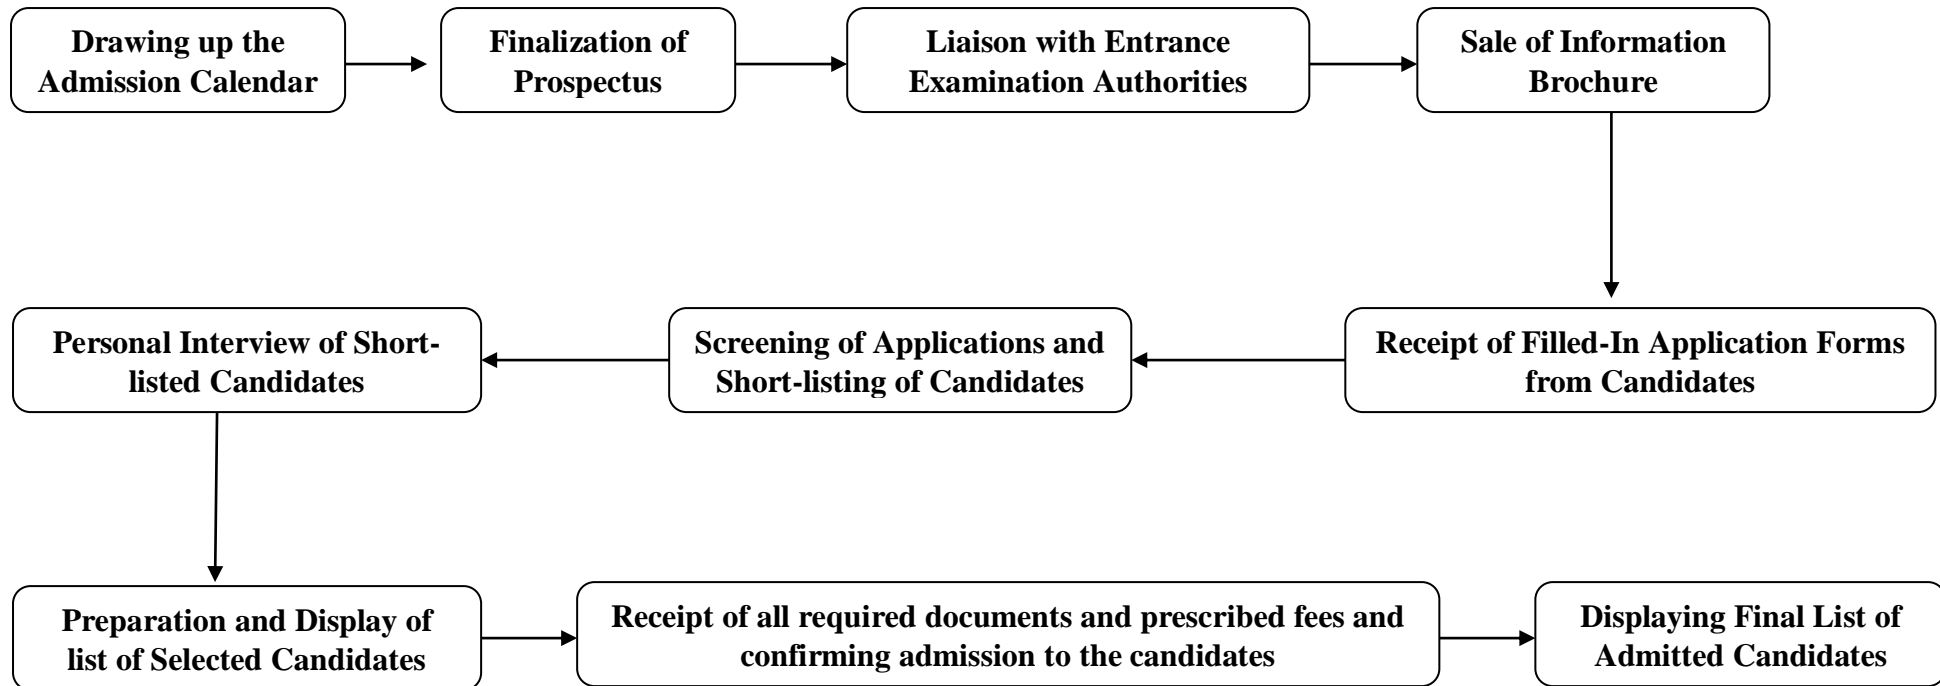 Drawing up the
Admission Calendar
Finalization of
Prospectus
Liaison with Entrance
Examination Authorities
Sale of Information
Brochure
Receipt of Filled-In Application Forms
from Candidates
Screening of Applications and
Short-listing of Candidates
Personal Interview of Short-
listed Candidates
Preparation and Display of
list of Selected Candidates
Receipt of all required documents and prescribed fees and
confirming admission to the candidates
Displaying Final List of
Admitted Candidates